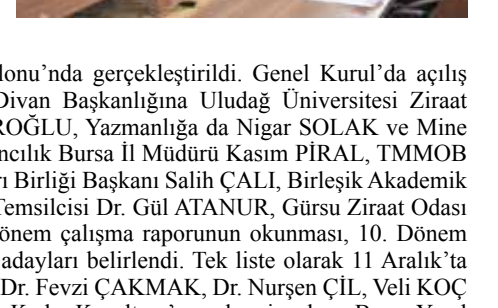 lonu’nda gerçekleştirildi. Genel Kurul’da açılış
Divan Başkanlığına Uludağ Üniversitesi Ziraat
ROĞLU, Yazmanlığa da Nigar SOLAK ve Mine
ncılık Bursa İl Müdürü Kasım PİRAL, TMMOB
rı Birliği Başkanı Salih ÇALI, Birleşik Akademik
Temsilcisi Dr. Gül ATANUR, Gürsu Ziraat Odası
önem çalışma raporunun okunması, 10. Dönem
adayları belirlendi. Tek liste olarak 11 Aralık’ta
Dr. Fevzi ÇAKMAK, Dr. Nurşen ÇİL, Veli KOÇ